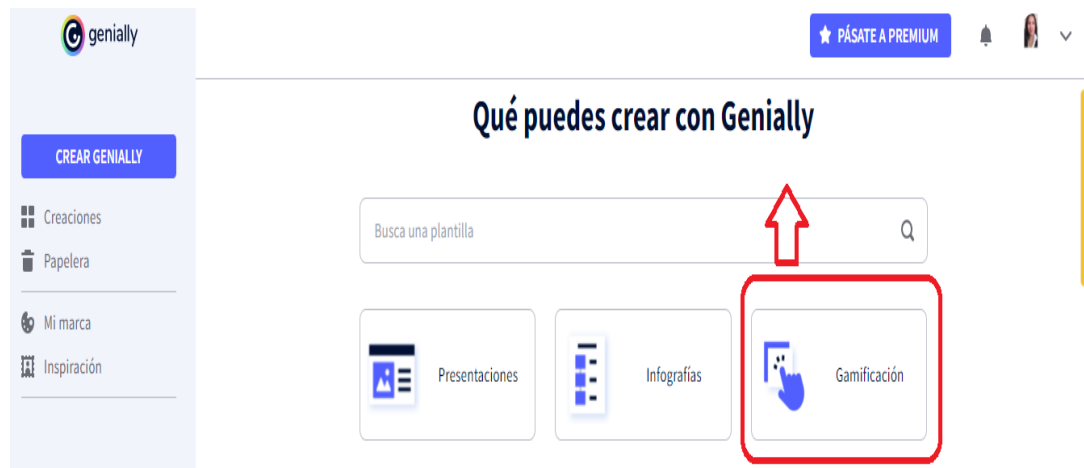 genially
PÁSATE A PREMIUM
Qué puedes crear con Genially
CREAR GENIALLY
Creaciones
Papelera
Mi marca
Inspiración
Busca una plantilla
Presentaciones
Infografías
Gamificación